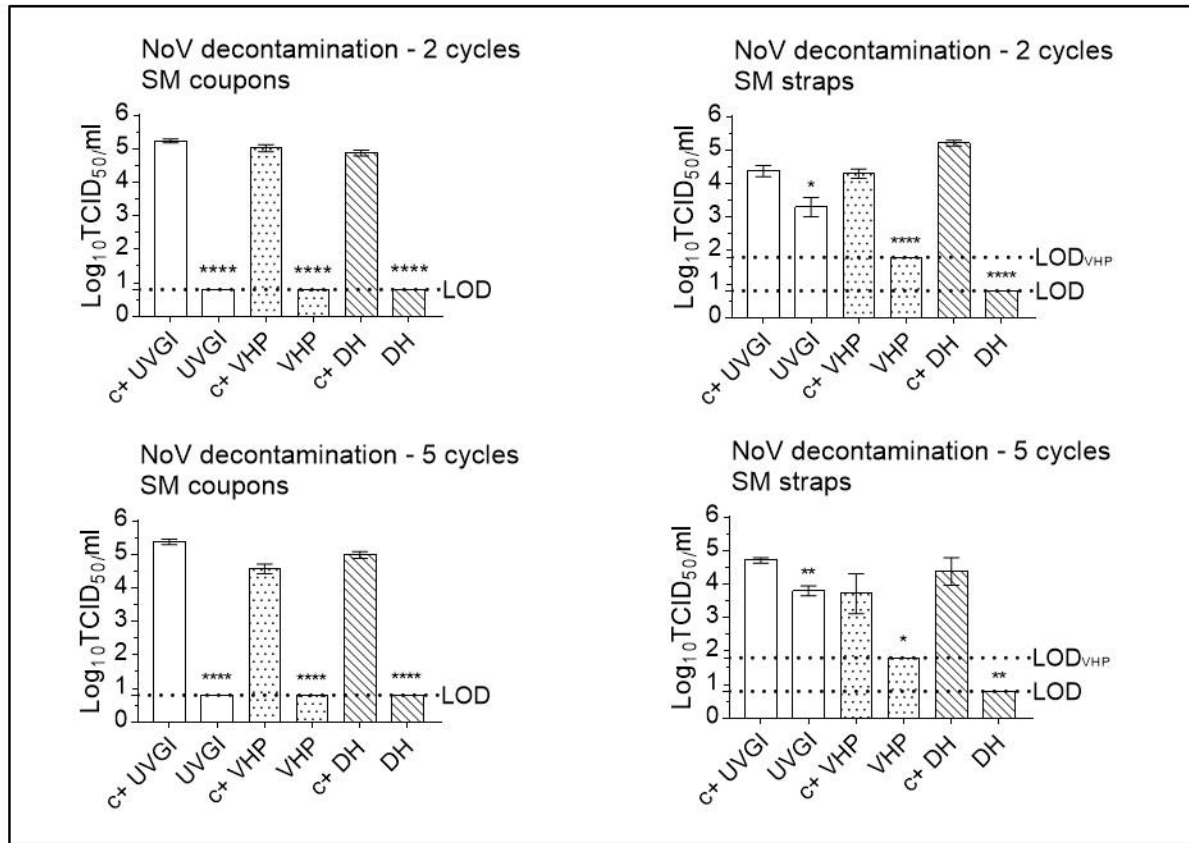 NoV decontamination - 2 cycles
SM coupons
Log10TCID50/ml
6
5
4
3
2
1
0
****
****
****
LOD
c+ UVGI
UVGI
c+ VHP
VHP
c+ DH
DH
NoV decontamination - 2 cycles
SM straps
Log10TCID50/ml
6
5
4
3
2
1
0
*
****
****
LODVHP
LOD
c+ UVGI
UVGI
c+ VHP
VHP
c+ DH
DH
NoV decontamination - 5 cycles
SM coupons
Log10TCID50/ml
6
5
4
3
2
1
0
****
****
****
LOD
c+ UVGI
UVGI
c+ VHP
VHP
c+ DH
DH
NoV decontamination - 5 cycles
SM straps
Log10TCID50/ml
6
5
4
3
2
1
0
**
*
**
LODVHP
LOD
c+ UVGI
UVGI
c+ VHP
VHP
c+ DH
DH